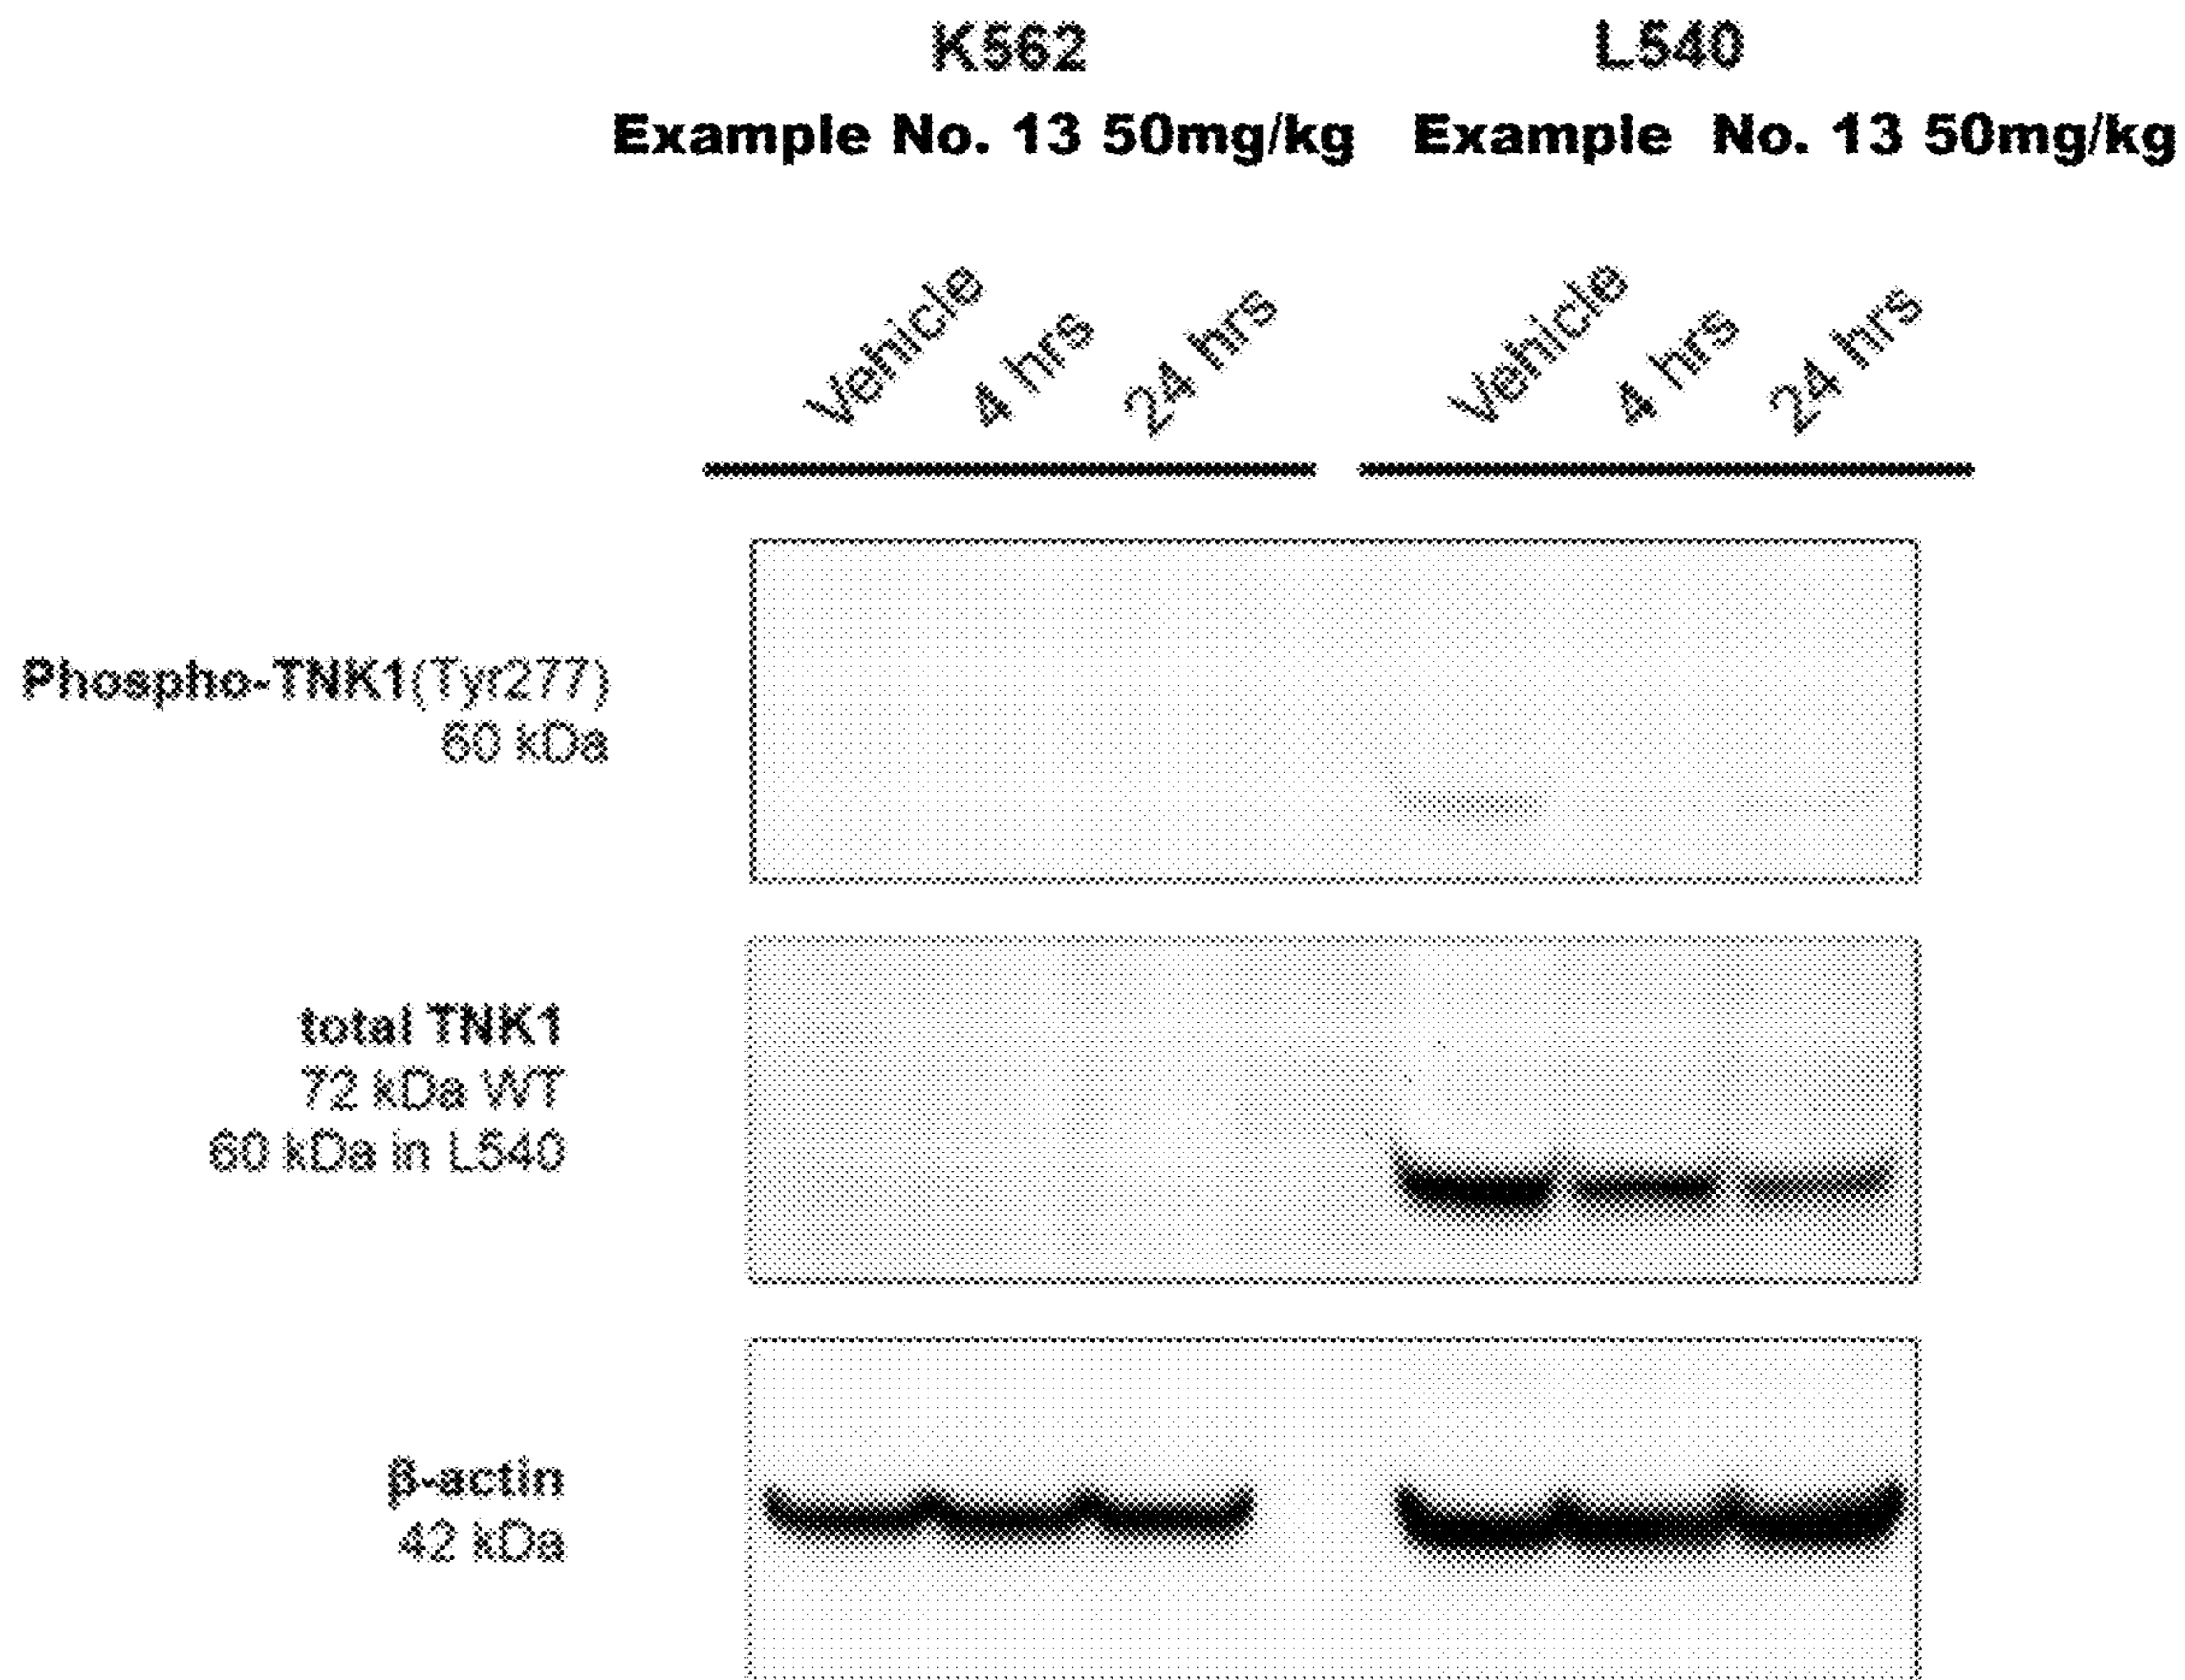 K562 L540
Example No. 13 50mg/kg Example No. 13 50mg/kg
Vehicle 4 hrs 24 hrs Vehicle 4 hrs 24 hrs
Phospho-TNK1(Tyr277)
60 kDa
total TNK1
72 kDa WT
60 kDa in L540
β-actin
42 kDa